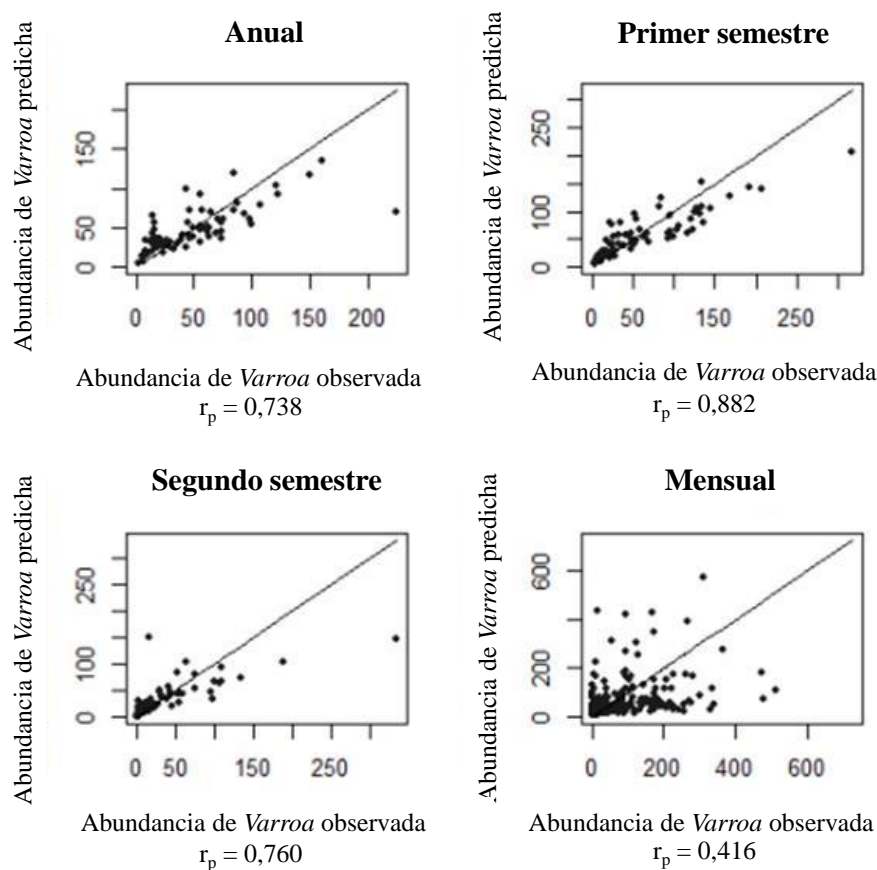 Anual
Abundancia de Varroa predicha
150
50
0
0
50
100
150
200
Abundancia de Varroa observada
rp = 0,738
Primer semestre
Abundancia de Varroa predicha
250
100
0
0
50
150
250
Abundancia de Varroa observada
rp = 0,882
Segundo semestre
Abundancia de Varroa predicha
250
100
0
0
50
150
250
Abundancia de Varroa observada
rp = 0,760
Mensual
Abundancia de Varroa predicha
600
200
0
0
200
400
600
Abundancia de Varroa observada
rp = 0,416